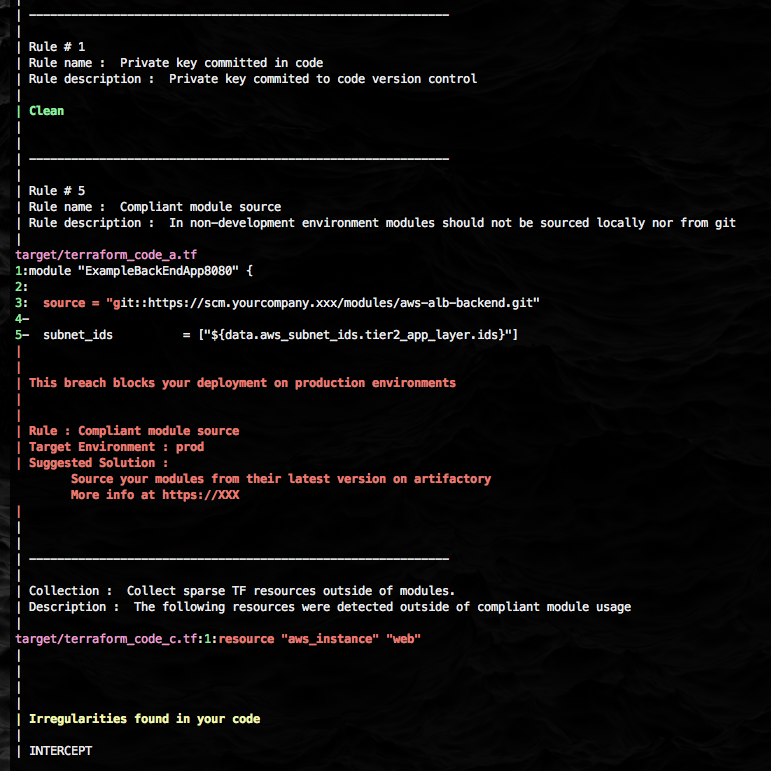 | ____________________________________________________________
|
| Rule # 1
| Rule name :  Private key committed in code
| Rule description :  Private key commited to code version control
|
| Clean
|
|
| ____________________________________________________________
|
| Rule # 5
| Rule name :  Compliant module source
| Rule description :  In non-development environment modules should not be sourced locally nor from git
|
target/terraform_code_a.tf
1:module "ExampleBackEndApp8080" {
2:
3:  source = "git::https://scm.yourcompany.xxx/modules/aws-alb-backend.git"
4-
5-  subnet_ids          = ["${data.aws_subnet_ids.tier2_app_layer.ids}"]
|
|
| This breach blocks your deployment on production environments
|
|
| Rule : Compliant module source
| Target Environment : prod
| Suggested Solution :
        Source your modules from their latest version on artifactory
        More info at https://XXX
|
|
|
| ____________________________________________________________
|
| Collection :  Collect sparse TF resources outside of modules.
| Description :  The following resources were detected outside of compliant module usage
|
target/terraform_code_c.tf:1:resource "aws_instance" "web"
|
|
|
|
| Irregularities found in your code
|
| INTERCEPT